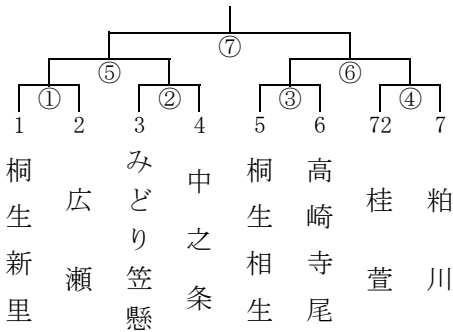 ⑦
⑤ ⑥
① ② ③ ④
1 2 3 4 5 6 72 7
桐生新里
広瀬
みどり笠懸
中之条
桐生相生
高崎寺尾
桂萱
粕川